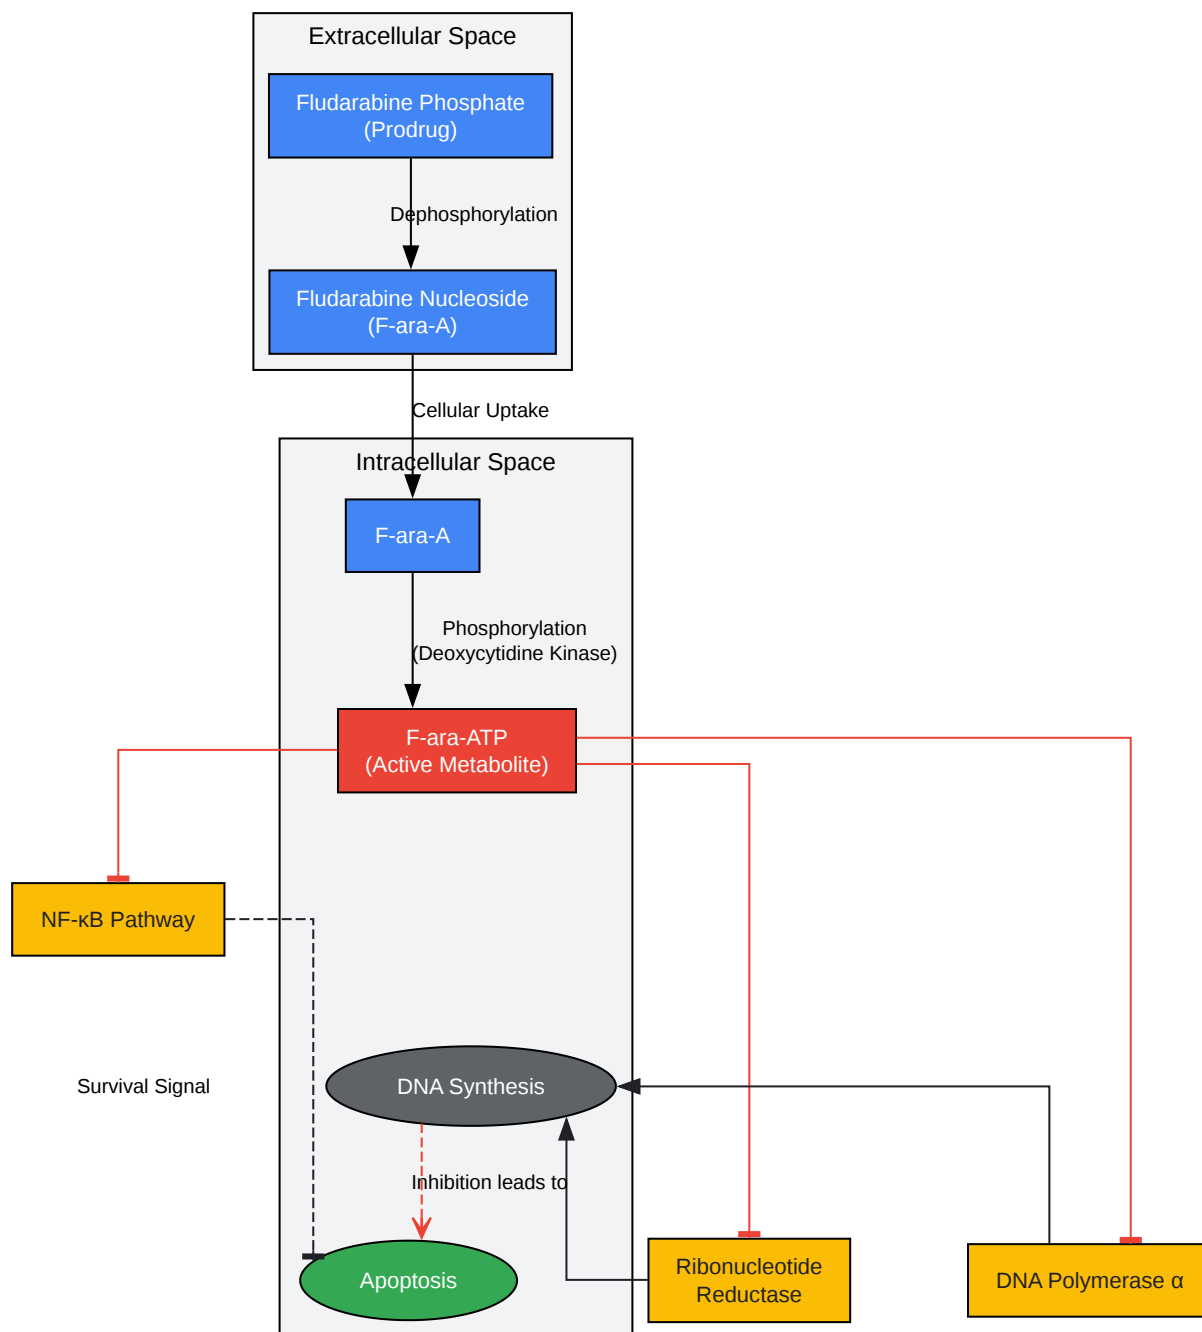 Extracellular Space
Fludarabine Phosphate
(Prodrug)
Dephosphorylation
Fludarabine Nucleoside
(F-ara-A)
Cellular Uptake
Intracellular Space
F-ara-A
Phosphorylation
(Deoxycytidine Kinase)
F-ara-ATP
(Active Metabolite)
NF-κB Pathway
Survival Signal
DNA Synthesis
Inhibition leads to
Apoptosis
Ribonucleotide
Reductase
DNA Polymerase α